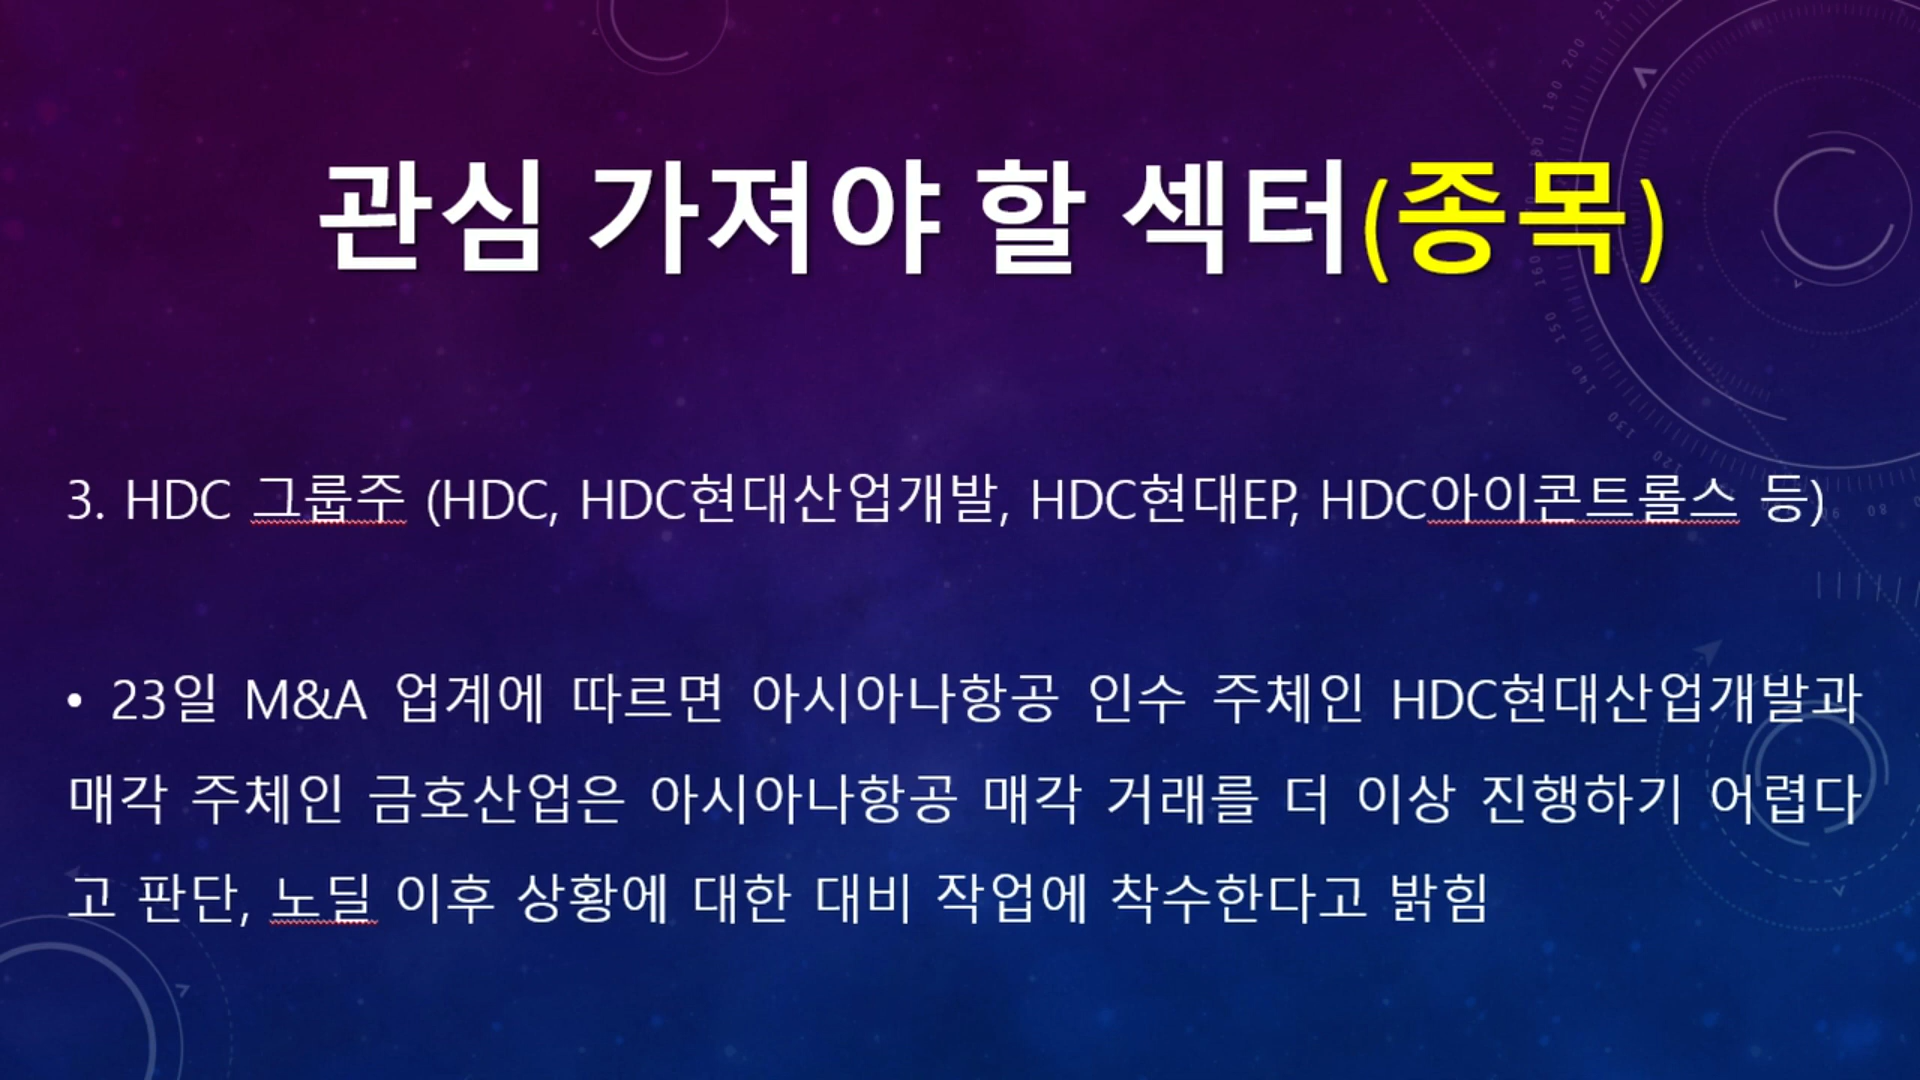 관심 가져야 할 섹터(종목)
3. HDC 그룹주 (HDC, HDC현대산업개발, HDC현대EP, HDC아이콘트롤스 등)
• 23일 M&A 업계에 따르면 아시아나항공 인수 주체인 HDC현대산업개발과
매각 주체인 금호산업은 아시아나항공 매각 거래를 더 이상 진행하기 어렵다
고 판단, 노딜 이후 상황에 대한 대비 작업에 착수한다고 밝힘